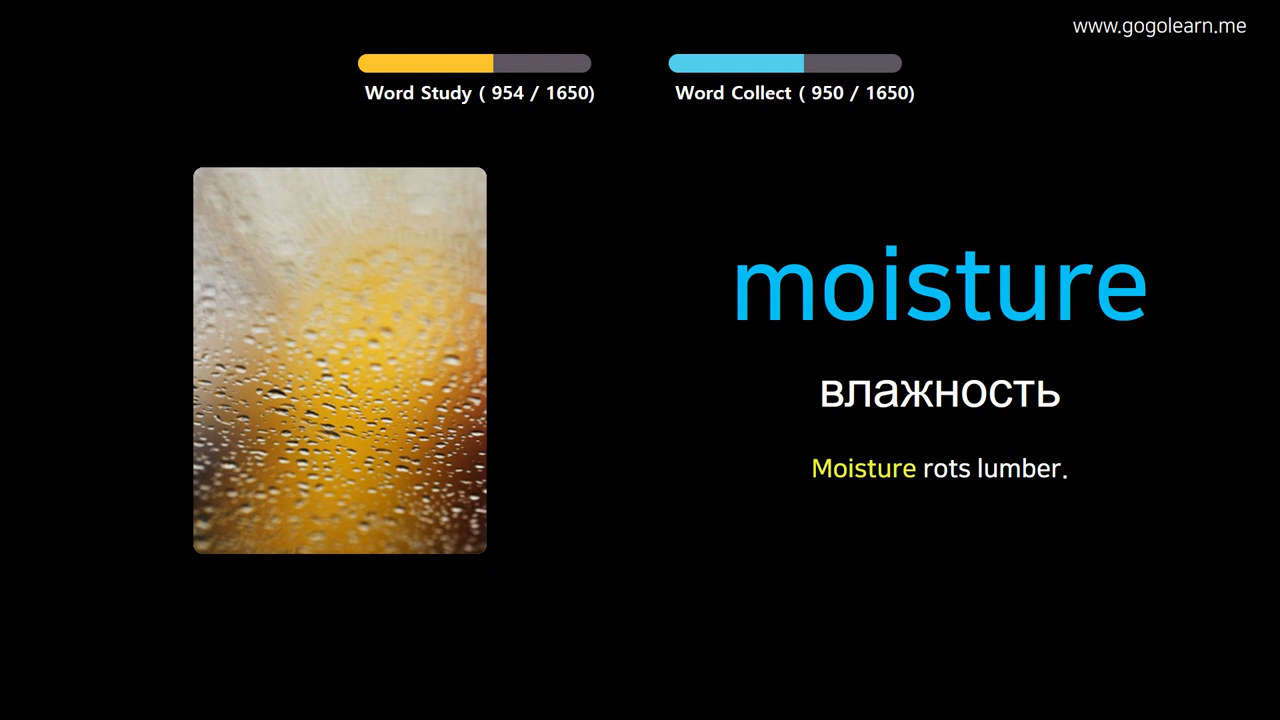 www.gogolearn.me
Word Study ( 954 / 1650)
Word Collect ( 950 / 1650)
moisture
влажность
Moisture rots lumber.